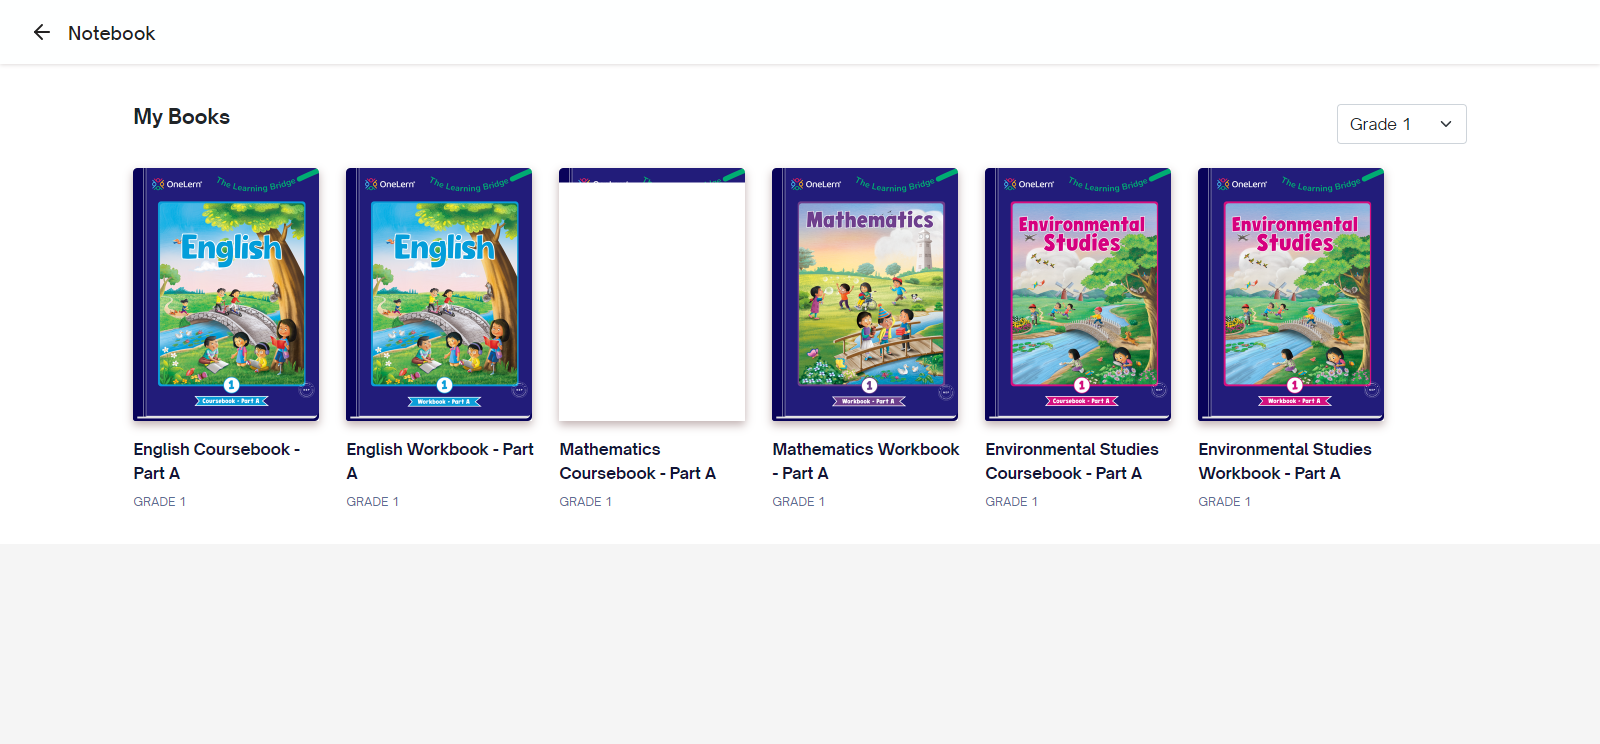 Notebook
My Books
Grade 1
OneLern
The Learning Bridge
English
1
Coursebook - Part A
OneLern
The Learning Bridge
English
1
Workbook - Part A
OneLern
The Learning Bridge
Mathematics
1
Workbook - Part A
OneLern
The Learning Bridge
Environmental
Studies
1
Coursebook - Part A
OneLern
The Learning Bridge
Environmental
Studies
1
Workbook - Part A
English Coursebook -
Part A
GRADE 1
English Workbook - Part
A
GRADE 1
Mathematics
Coursebook - Part A
GRADE 1
Mathematics Workbook
- Part A
GRADE 1
Environmental Studies
Coursebook - Part A
GRADE 1
Environmental Studies
Workbook - Part A
GRADE 1